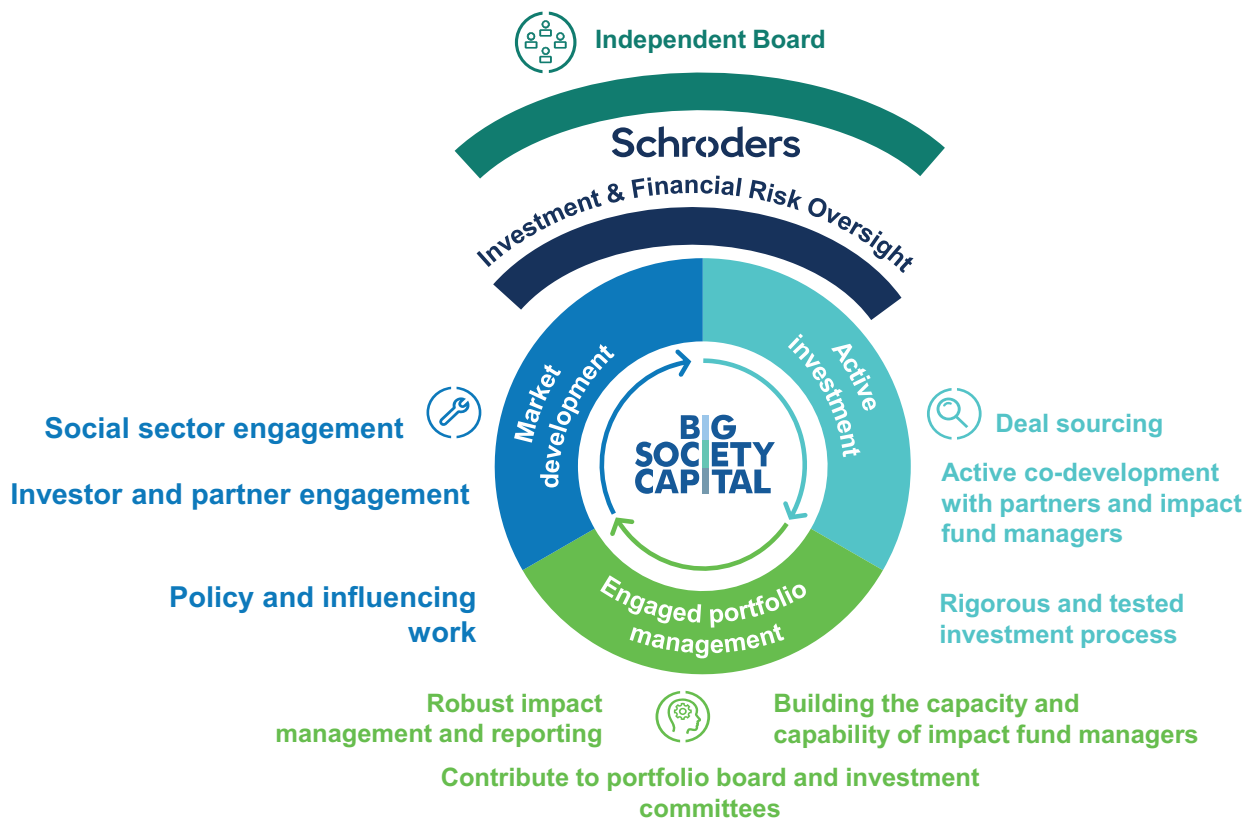 Independent Board
Schroders
Investment & Financial Risk Oversight
Market
development
Active
investment
BIG
SOCIETY
CAPITAL
Engaged portfolio
management
Social sector engagement
Investor and partner engagement
Policy and influencing
work
Deal sourcing
Active co-development
with partners and impact
fund managers
Rigorous and tested
investment process
Robust impact
management and reporting
Building the capacity and
capability of impact fund managers
Contribute to portfolio board and investment
committees